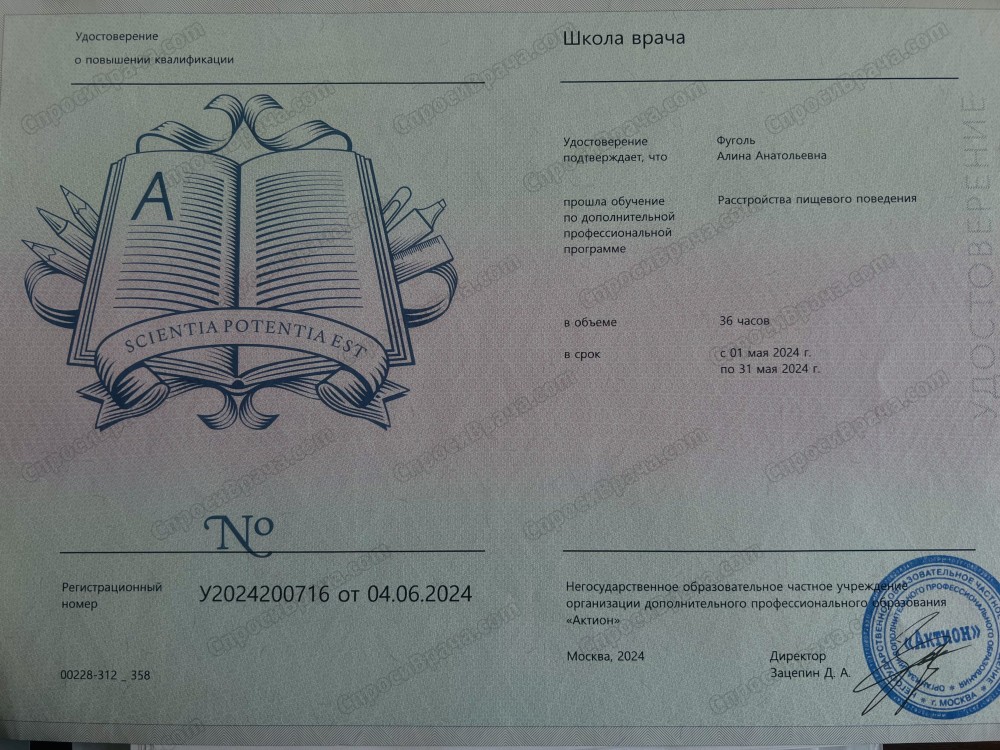 Удостоверение
о повышении квалификации
A
SCIENTIA POTENTIA EST
№
Регистрационный
номер
У2024200716 от 04.06.2024
00228-312 _ 358
Школа врача
Удостоверение
подтверждает, что
Фуголь
Алина Анатольевна
прошла обучение
по дополнительной
профессиональной
программе
Расстройства пищевого поведения
в объеме
36 часов
в срок
с 01 мая 2024 г.
по 31 мая 2024 г.
Негосударственное образовательное частное учреждение
организации дополнительного профессионального образования
«Актион»
Москва, 2024
Директор
Зацепин Д. А.
УДОСТОВЕРЕНИЕ
«Актион»
г. МОСКВА
СпросиВрача.com